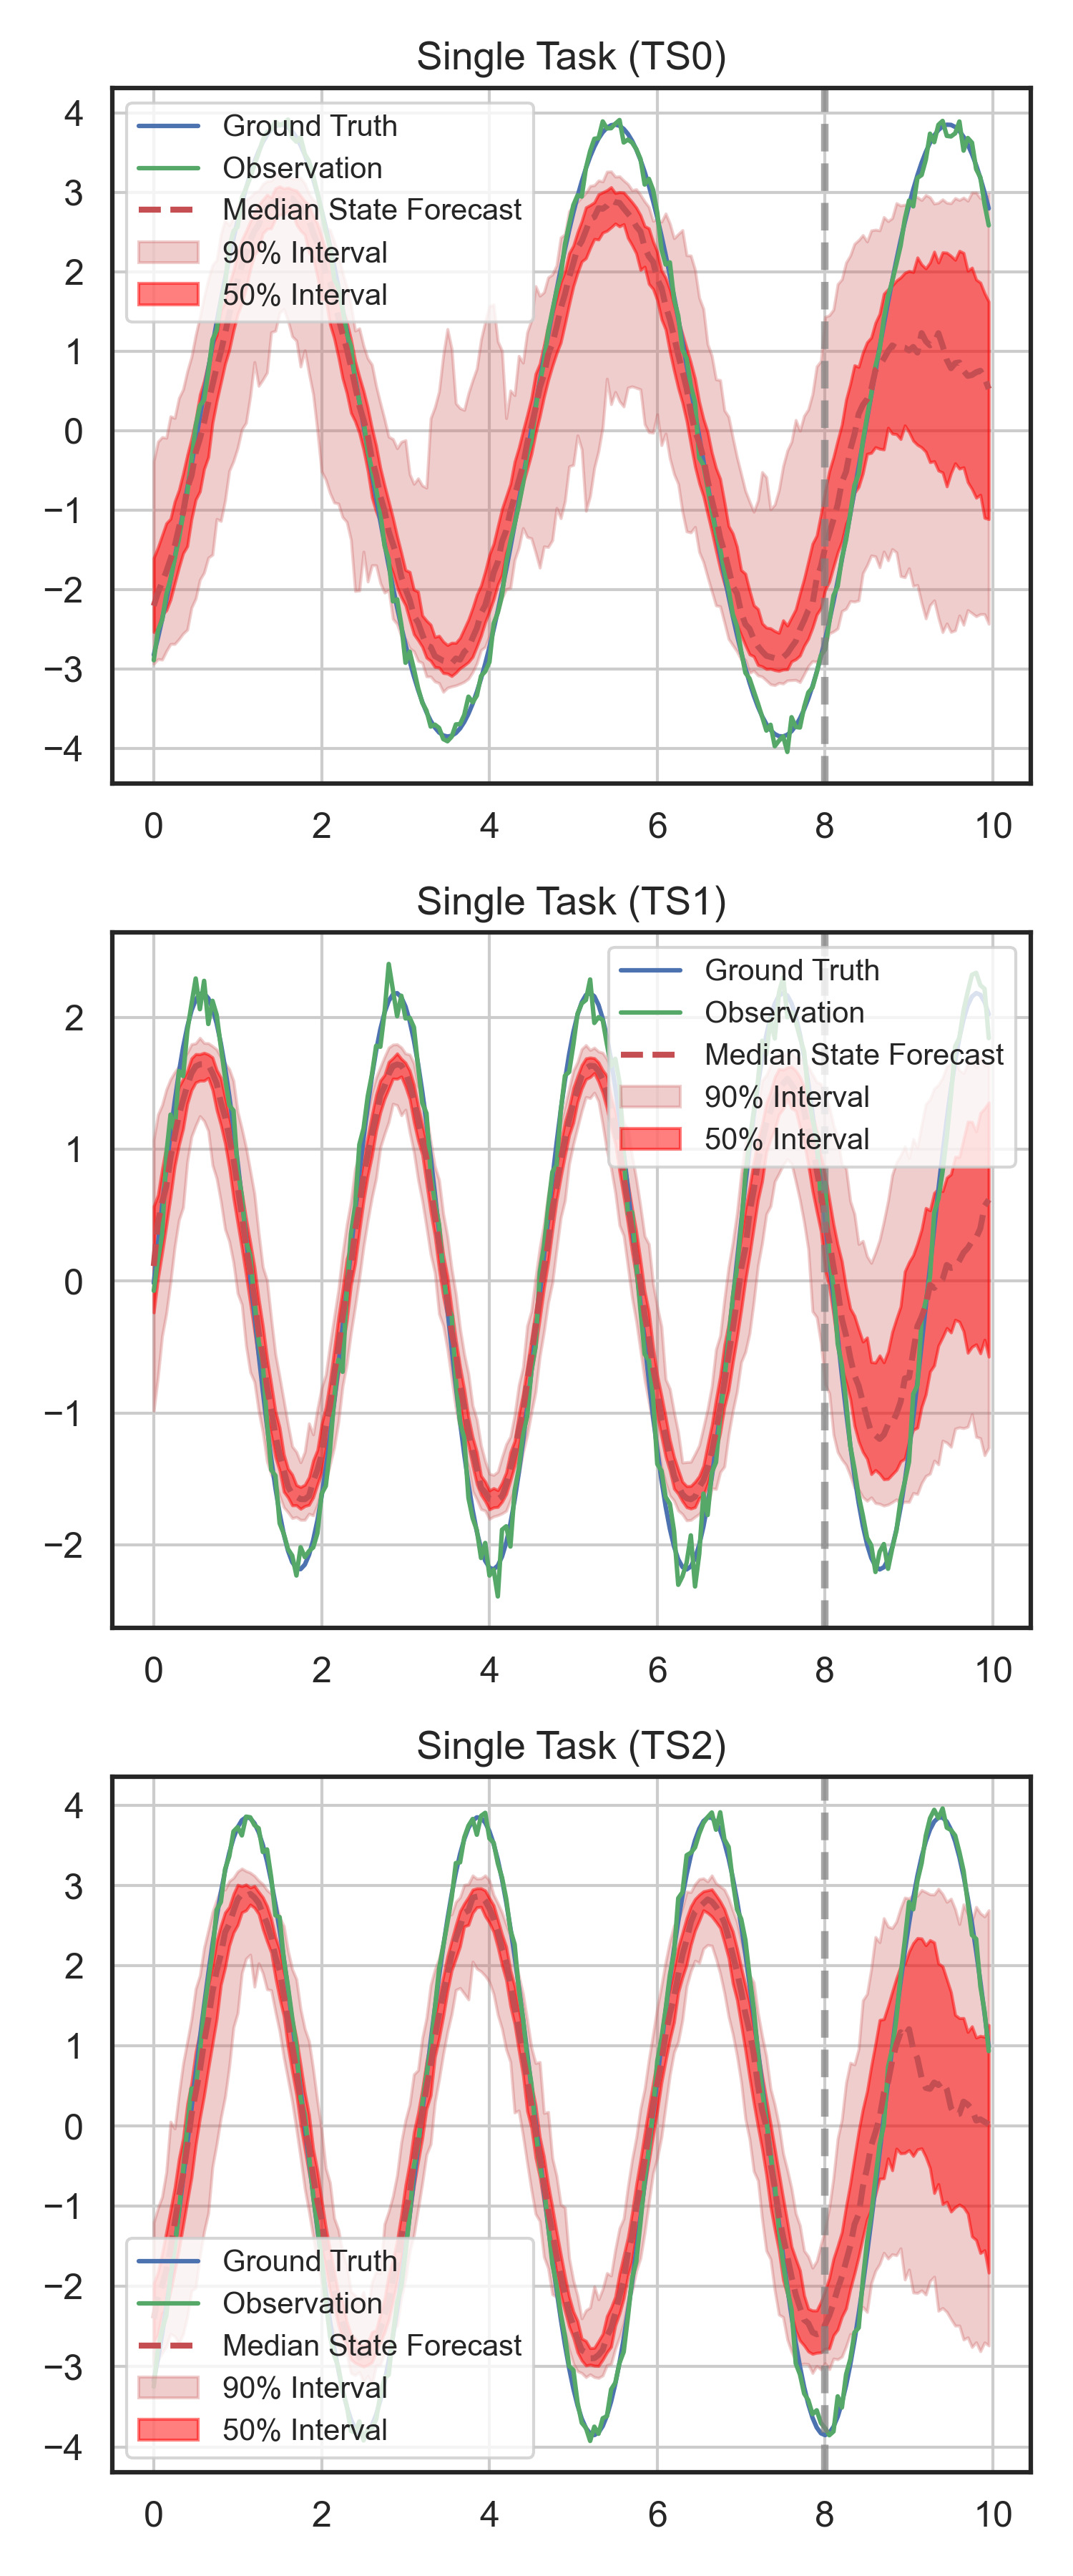 Single Task (TS0)
4
3
2
1
0
−1
−2
−3
−4
Ground Truth
Observation
Median State Forecast
90% Interval
50% Interval
0 2 4 6 8 10
Single Task (TS1)
2
1
0
−1
−2
Ground Truth
Observation
Median State Forecast
90% Interval
50% Interval
0 2 4 6 8 10
Single Task (TS2)
4
3
2
1
0
−1
−2
−3
−4
Ground Truth
Observation
Median State Forecast
90% Interval
50% Interval
0 2 4 6 8 10